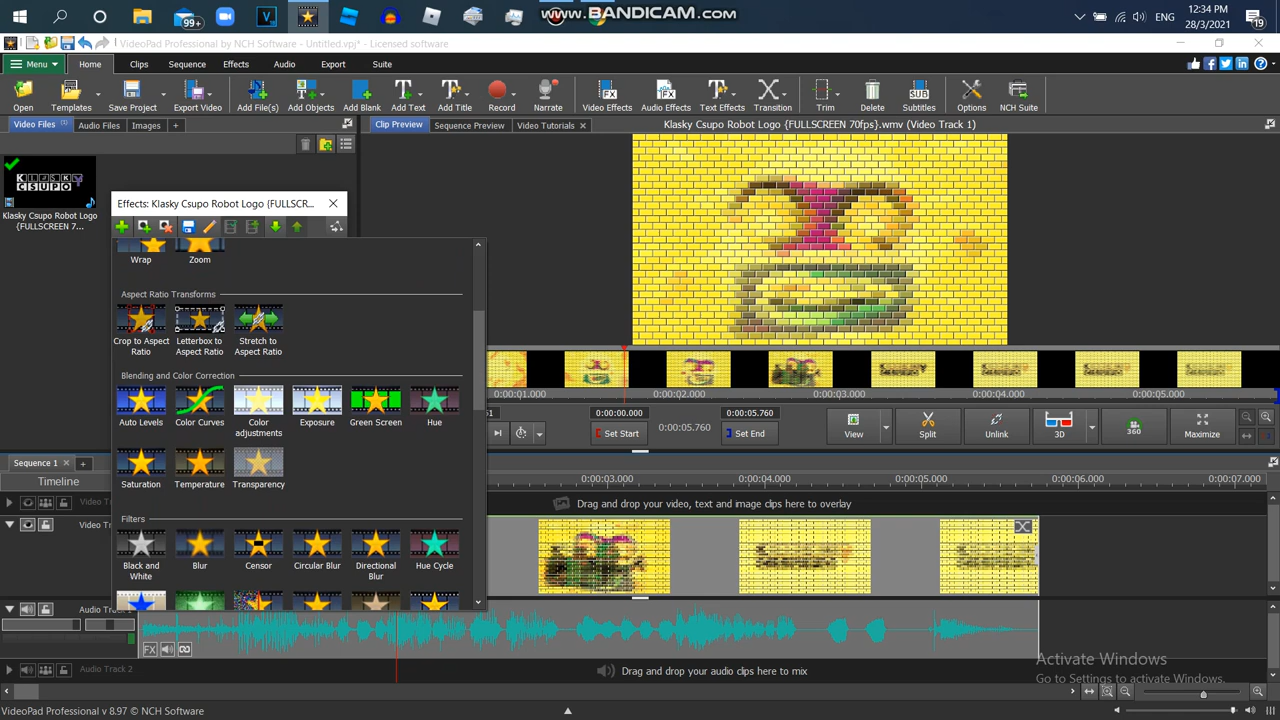 99+
www.BANDICAM.com
ENG
12:34 PM
28/3/2021
19
VideoPad Professional by NCH Software - Untitled.vpj* - Licensed software
Menu
Home
Clips
Sequence
Effects
Audio
Export
Suite
Open
Templates
Save Project
Export Video
Add File(s)
Add Objects
Add Blank
Add Text
Add Title
Record
Narrate
Video Effects
Audio Effects
Text Effects
Transition
Trim
Delete
Subtitles
Options
NCH Suite
Video Files (1)
Audio Files
Images
+
Clip Preview
Sequence Preview
Video Tutorials
Klasky Csupo Robot Logo {FULLSCREEN 70fps}.wmv (Video Track 1)
KLASKY
CSUPO
Klasky Csupo Robot Logo
{FULLSCREEN 7...
Effects: Klasky Csupo Robot Logo {FULLSCR...
Wrap
Zoom
Aspect Ratio Transforms
Crop to Aspect Ratio
Letterbox to Aspect Ratio
Stretch to Aspect Ratio
Blending and Color Correction
Auto Levels
Color Curves
Color adjustments
Exposure
Green Screen
Hue
Saturation
Temperature
Transparency
Filters
Black and White
Blur
Censor
Circular Blur
Directional Blur
Hue Cycle
0:00:01.000
0:00:02.000
0:00:03.000
0:00:04.000
0:00:05.000
0:00:00.000
Set Start
0:00:05.760
0:00:05.760
Set End
View
Split
Unlink
3D
360
Maximize
Sequence 1
+
Timeline
0:00:03.000
0:00:04.000
0:00:05.000
0:00:06.000
0:00:07.000
Drag and drop your video, text and image clips here to overlay
Audio Track 1
FX
Audio Track 2
Drag and drop your audio clips here to mix
Activate Windows
Go to Settings to activate Windows.
VideoPad Professional v 8.97 © NCH Software